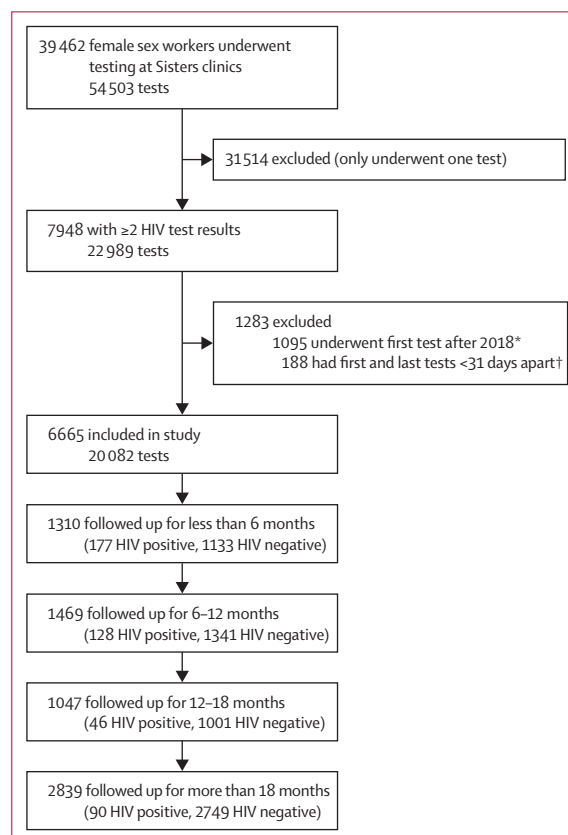 39 462 female sex workers underwent
testing at Sisters clinics
54 503 tests
31 514 excluded (only underwent one test)
7948 with ≥2 HIV test results
22 989 tests
1283 excluded
1095 underwent first test after 2018*
188 had first and last tests <31 days apart†
6665 included in study
20 082 tests
1310 followed up for less than 6 months
(177 HIV positive, 1133 HIV negative)
1469 followed up for 6–12 months
(128 HIV positive, 1341 HIV negative)
1047 followed up for 12–18 months
(46 HIV positive, 1001 HIV negative)
2839 followed up for more than 18 months
(90 HIV positive, 2749 HIV negative)